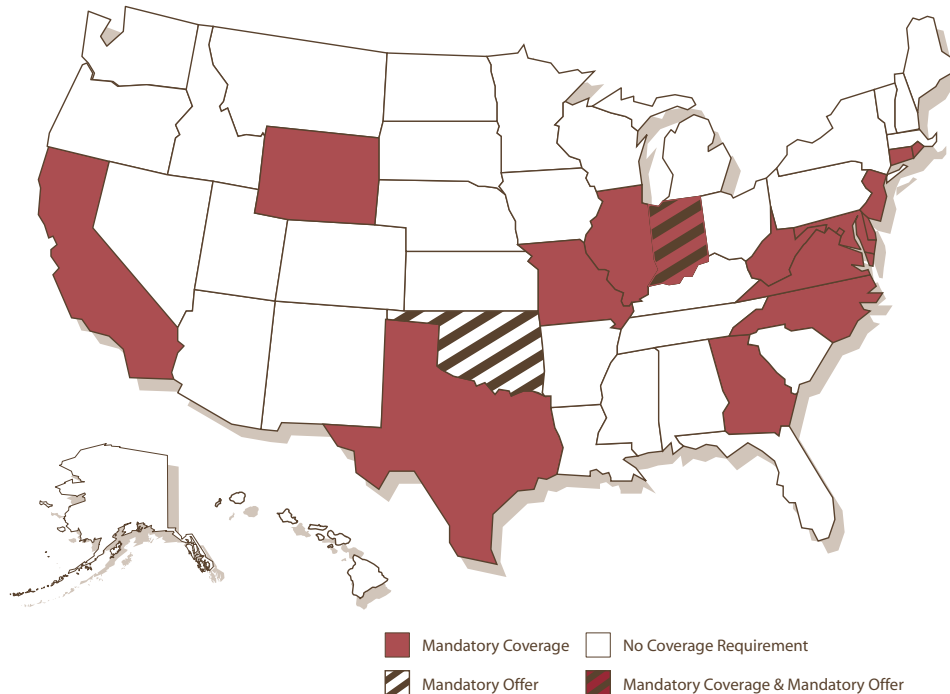 Mandatory Coverage
No Coverage Requirement
Mandatory Offer
Mandatory Coverage & Mandatory Offer